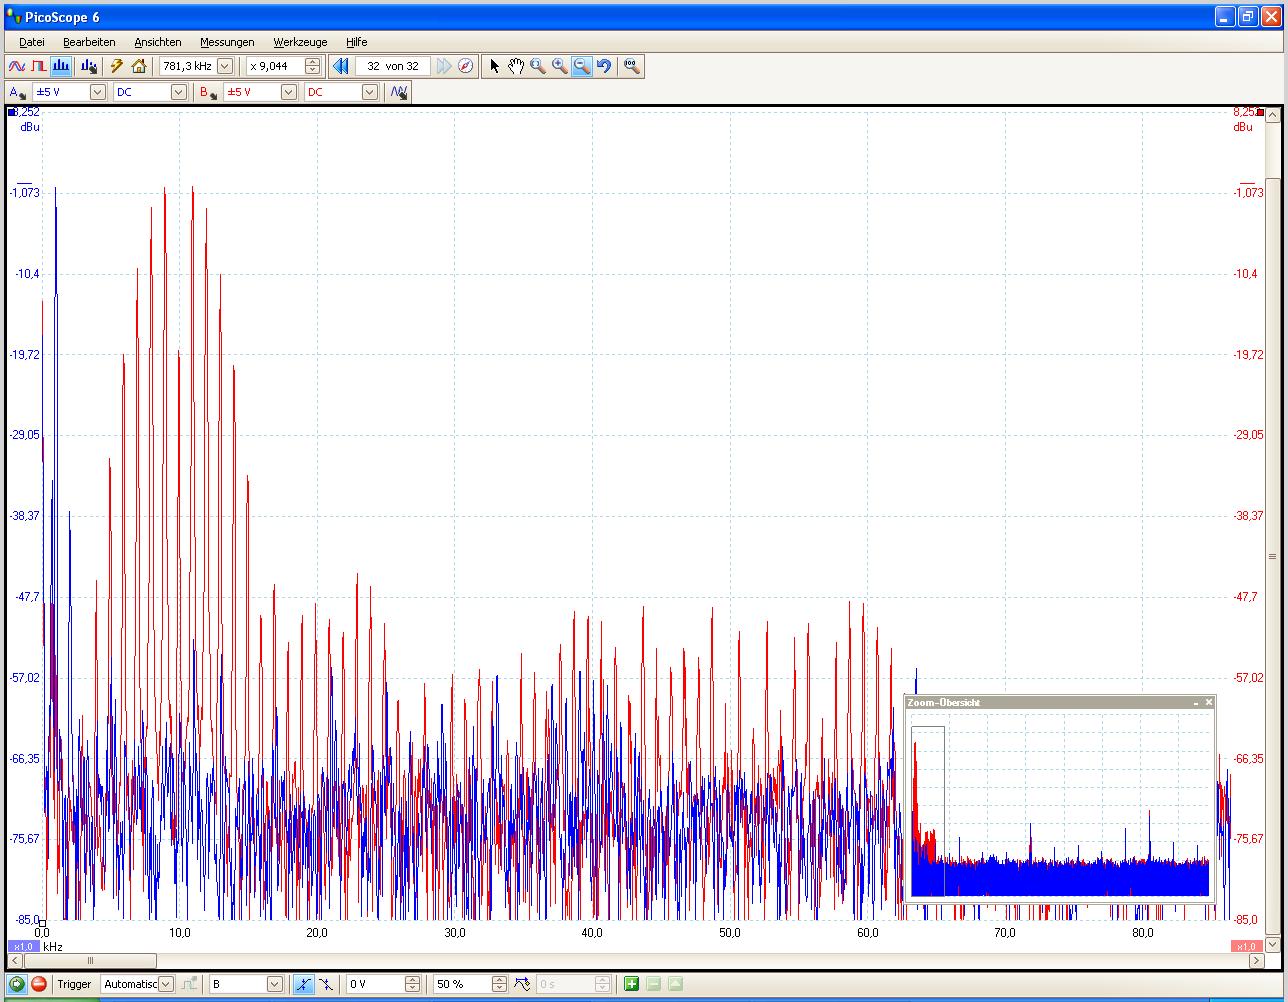 PicoScope 6
Datei Bearbeiten Ansichten Messungen Werkzeuge Hilfe
781,3 kHz x 9,044 32 von 32
A ±5 V DC B ±5 V DC
8,252 8,252
dBu dBu
-1,073 -1,073
-10,4 -10,4
-19,72 -19,72
-29,05 -29,05
-38,37 -38,37
-47,7 -47,7
-57,02 -57,02
Zoom-Übersicht
-66,35 -66,35
-75,67 -75,67
-85,0 -85,0
0,0 10,0 20,0 30,0 40,0 50,0 60,0 70,0 80,0
x1,0 kHz x1,0
Trigger Automatisc B 0 V 50 % 0 s